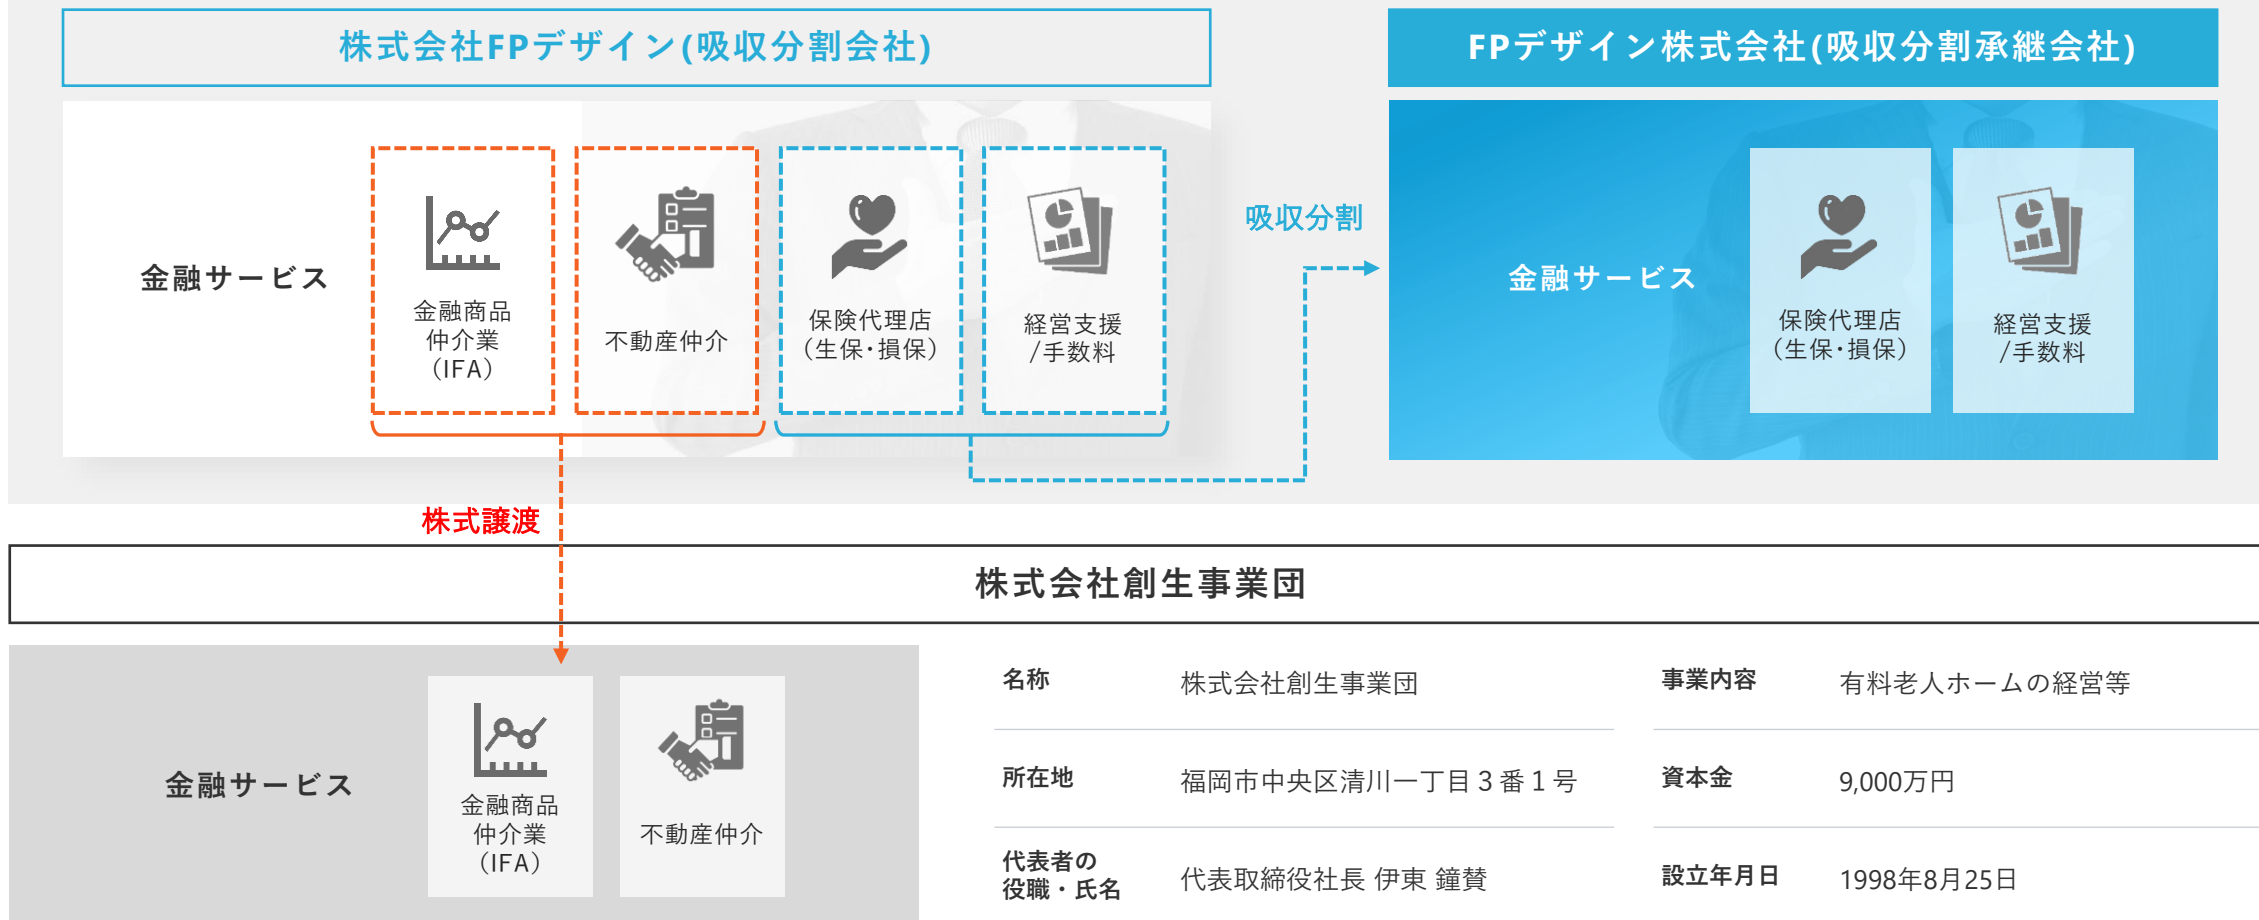 株式会社FPデザイン(吸収分割会社)
FPデザイン株式会社(吸収分割承継会社)
金融サービス
金融商品
仲介業
（IFA）
不動産仲介
保険代理店
（生保・損保）
経営支援
/手数料
吸収分割
金融サービス
保険代理店
（生保・損保）
経営支援
/手数料
株式譲渡
株式会社創生事業団
金融サービス
金融商品
仲介業
（IFA）
不動産仲介
名称 株式会社創生事業団
所在地 福岡市中央区清川一丁目３番１号
代表者の
役職・氏名 代表取締役社長 伊東 鐘賛
事業内容 有料老人ホームの経営等
資本金 9,000万円
設立年月日 1998年8月25日